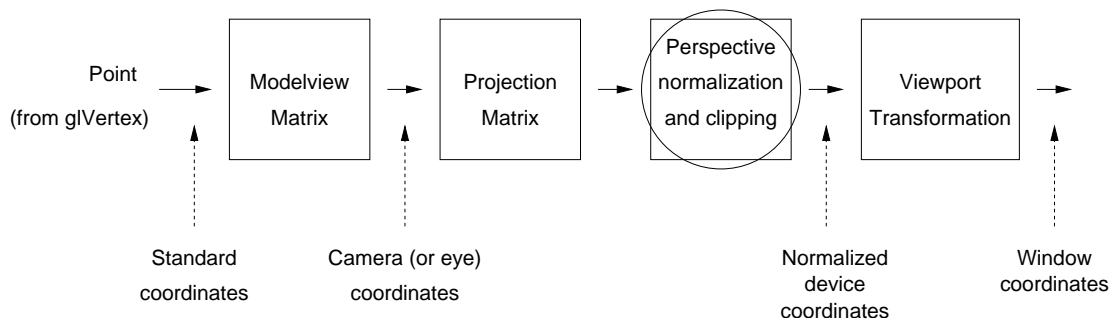 Point
(from glVertex)
Modelview
Matrix
Projection
Matrix
Perspective
normalization
and clipping
Viewport
Transformation
Standard
coordinates
Camera (or eye)
coordinates
Normalized
device
coordinates
Window
coordinates